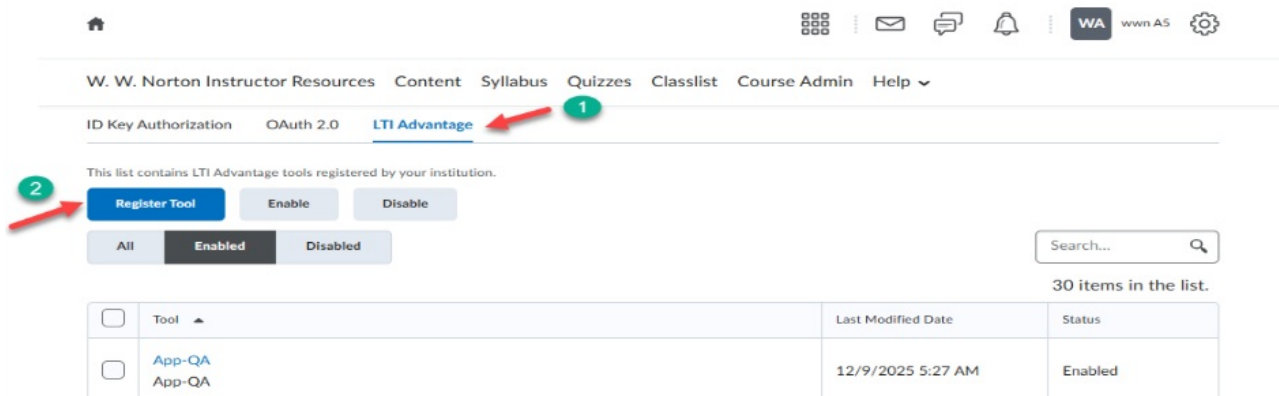 WA wwn A5
W. W. Norton Instructor Resources Content Syllabus Quizzes Classlist Course Admin Help
1
ID Key Authorization OAuth 2.0 LTI Advantage
This list contains LTI Advantage tools registered by your institution.
2
Register Tool Enable Disable
All Enabled Disabled Search...
30 items in the list.
Tool Last Modified Date Status
App-QA
App-QA 12/9/2025 5:27 AM Enabled